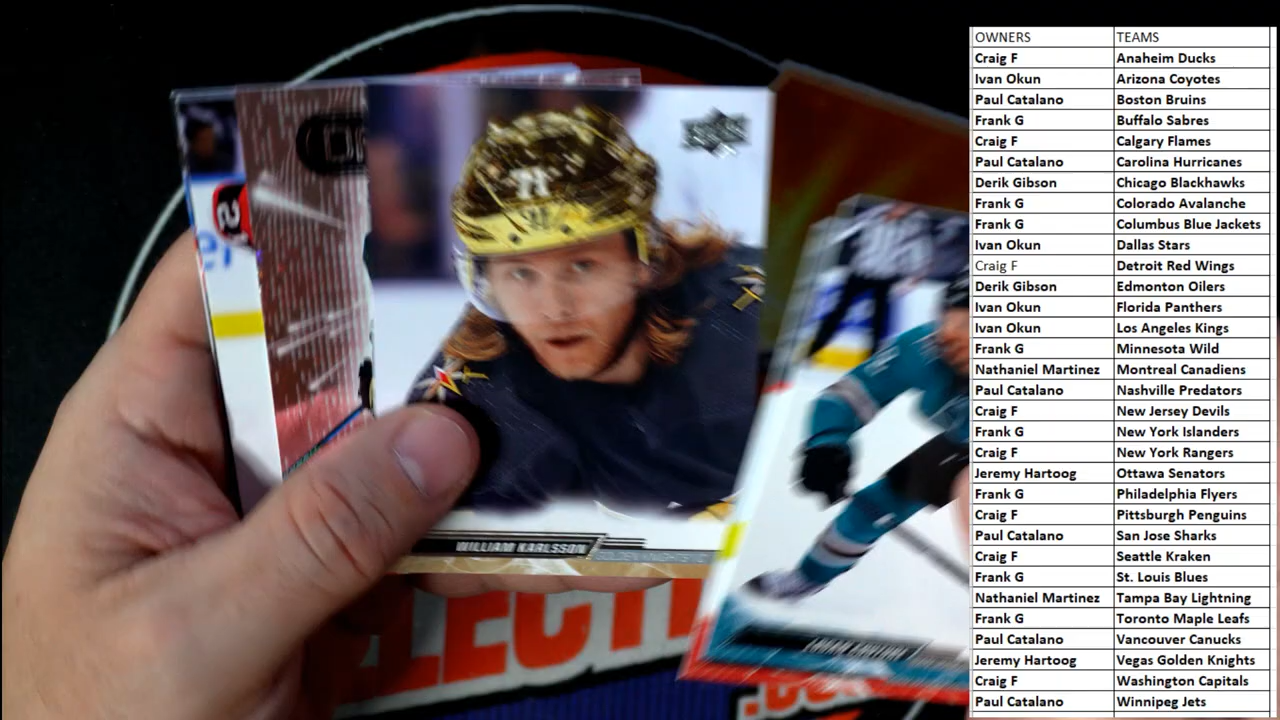 71
UPPER DECK
2
WILLIAM KARLSSON
LECTI
OWNERS TEAMS
Craig F Anaheim Ducks
Ivan Okun Arizona Coyotes
Paul Catalano Boston Bruins
Frank G Buffalo Sabres
Craig F Calgary Flames
Paul Catalano Carolina Hurricanes
Derik Gibson Chicago Blackhawks
Frank G Colorado Avalanche
Frank G Columbus Blue Jackets
Ivan Okun Dallas Stars
Craig F Detroit Red Wings
Derik Gibson Edmonton Oilers
Ivan Okun Florida Panthers
Ivan Okun Los Angeles Kings
Frank G Minnesota Wild
Nathaniel Martinez Montreal Canadiens
Paul Catalano Nashville Predators
Craig F New Jersey Devils
Frank G New York Islanders
Craig F New York Rangers
Jeremy Hartoog Ottawa Senators
Frank G Philadelphia Flyers
Craig F Pittsburgh Penguins
Paul Catalano San Jose Sharks
Craig F Seattle Kraken
Frank G St. Louis Blues
Nathaniel Martinez Tampa Bay Lightning
Frank G Toronto Maple Leafs
Paul Catalano Vancouver Canucks
Jeremy Hartoog Vegas Golden Knights
Craig F Washington Capitals
Paul Catalano Winnipeg Jets